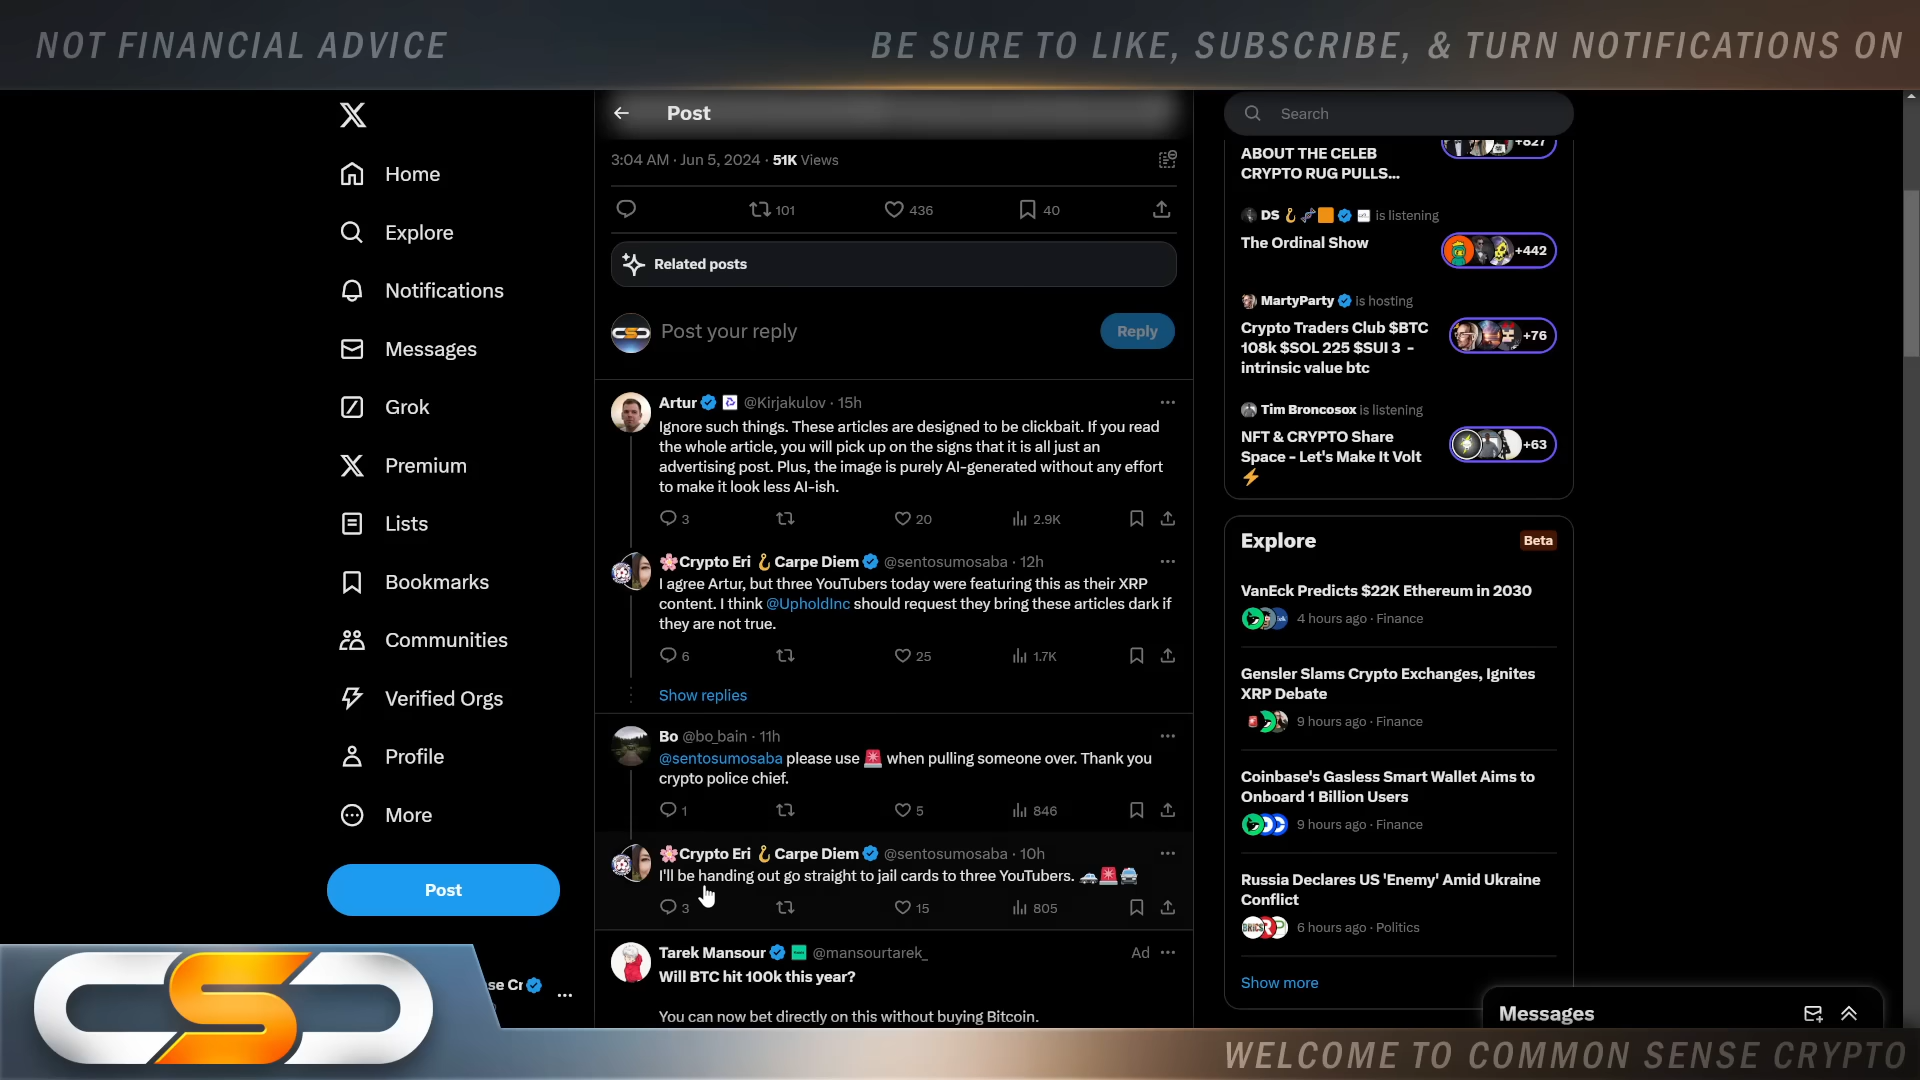 NOT FINANCIAL ADVICE
BE SURE TO LIKE, SUBSCRIBE, & TURN NOTIFICATIONS ON
Home
Explore
Notifications
Messages
Grok
Premium
Lists
Bookmarks
Communities
Verified Orgs
Profile
More
Post
se Cr
Post
3:04 AM · Jun 5, 2024 · 51K Views
101 436 40
Related posts
Post your reply
Reply
Artur @Kirjakulov · 15h
Ignore such things. These articles are designed to be clickbait. If you read
the whole article, you will pick up on the signs that it is all just an
advertising post. Plus, the image is purely AI-generated without any effort
to make it look less AI-ish.
3 20 2.9K
🌸Crypto Eri 🪝Carpe Diem @sentosumosaba · 12h
I agree Artur, but three YouTubers today were featuring this as their XRP
content. I think @UpholdInc should request they bring these articles dark if
they are not true.
6 25 1.7K
Show replies
Bo @bo_bain · 11h
@sentosumosaba please use 🚨 when pulling someone over. Thank you
crypto police chief.
1 5 846
🌸Crypto Eri 🪝Carpe Diem @sentosumosaba · 10h
I'll be handing out go straight to jail cards to three YouTubers. 🚓🚨🚔
3 15 805
Tarek Mansour @mansourtarek_ Ad
Will BTC hit 100k this year?
You can now bet directly on this without buying Bitcoin.
Search
+827
ABOUT THE CELEB
CRYPTO RUG PULLS...
DS 🪝 is listening
The Ordinal Show
+442
MartyParty is hosting
Crypto Traders Club $BTC
108k $SOL 225 $SUI 3 -
intrinsic value btc
+76
Tim Broncosox is listening
NFT & CRYPTO Share
Space - Let's Make It Volt
⚡
+63
Explore
Beta
VanEck Predicts $22K Ethereum in 2030
4 hours ago · Finance
Gensler Slams Crypto Exchanges, Ignites
XRP Debate
9 hours ago · Finance
Coinbase's Gasless Smart Wallet Aims to
Onboard 1 Billion Users
9 hours ago · Finance
Russia Declares US 'Enemy' Amid Ukraine
Conflict
6 hours ago · Politics
Show more
Messages
CSC
WELCOME TO COMMON SENSE CRYPTO